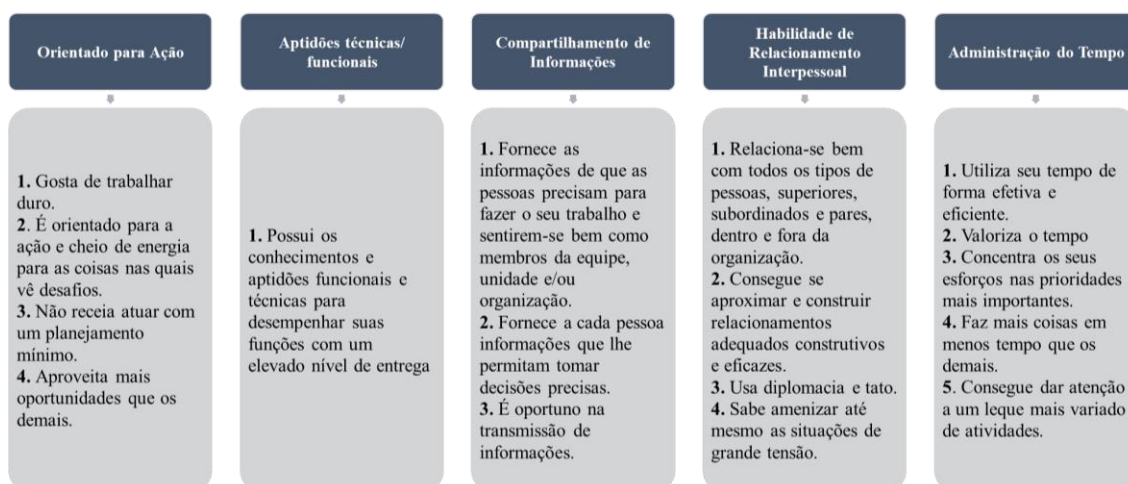 Orientado para Ação
1. Gosta de trabalhar
duro.
2. É orientado para a
ação e cheio de energia
para as coisas nas quais
vê desafios.
3. Não receia atuar com
um planejamento
mínimo.
4. Aproveita mais
oportunidades que os
demais.
Aptidões técnicas/
funcionais
1. Possui os
conhecimentos e
aptidões funcionais e
técnicas para
desempenhar suas
funções com um
elevado nível de entrega
Compartilhamento de
Informações
1. Fornece as
informações de que as
pessoas precisam para
fazer o seu trabalho e
sentirem-se bem como
membros da equipe,
unidade e/ou
organização.
2. Fornece a cada pessoa
informações que lhe
permitam tomar
decisões precisas.
3. É oportuno na
transmissão de
informações.
Habilidade de
Relacionamento
Interpessoal
1. Relaciona-se bem
com todos os tipos de
pessoas, superiores,
subordinados e pares,
dentro e fora da
organização.
2. Consegue se
aproximar e construir
relacionamentos
adequados construtivos
e eficazes.
3. Usa diplomacia e tato.
4. Sabe amenizar até
mesmo as situações de
grande tensão.
Administração do Tempo
1. Utiliza seu tempo de
forma efetiva e
eficiente.
2. Valoriza o tempo
3. Concentra os seus
esforços nas prioridades
mais importantes.
4. Faz mais coisas em
menos tempo que os
demais.
5. Consegue dar atenção
a um leque mais variado
de atividades.